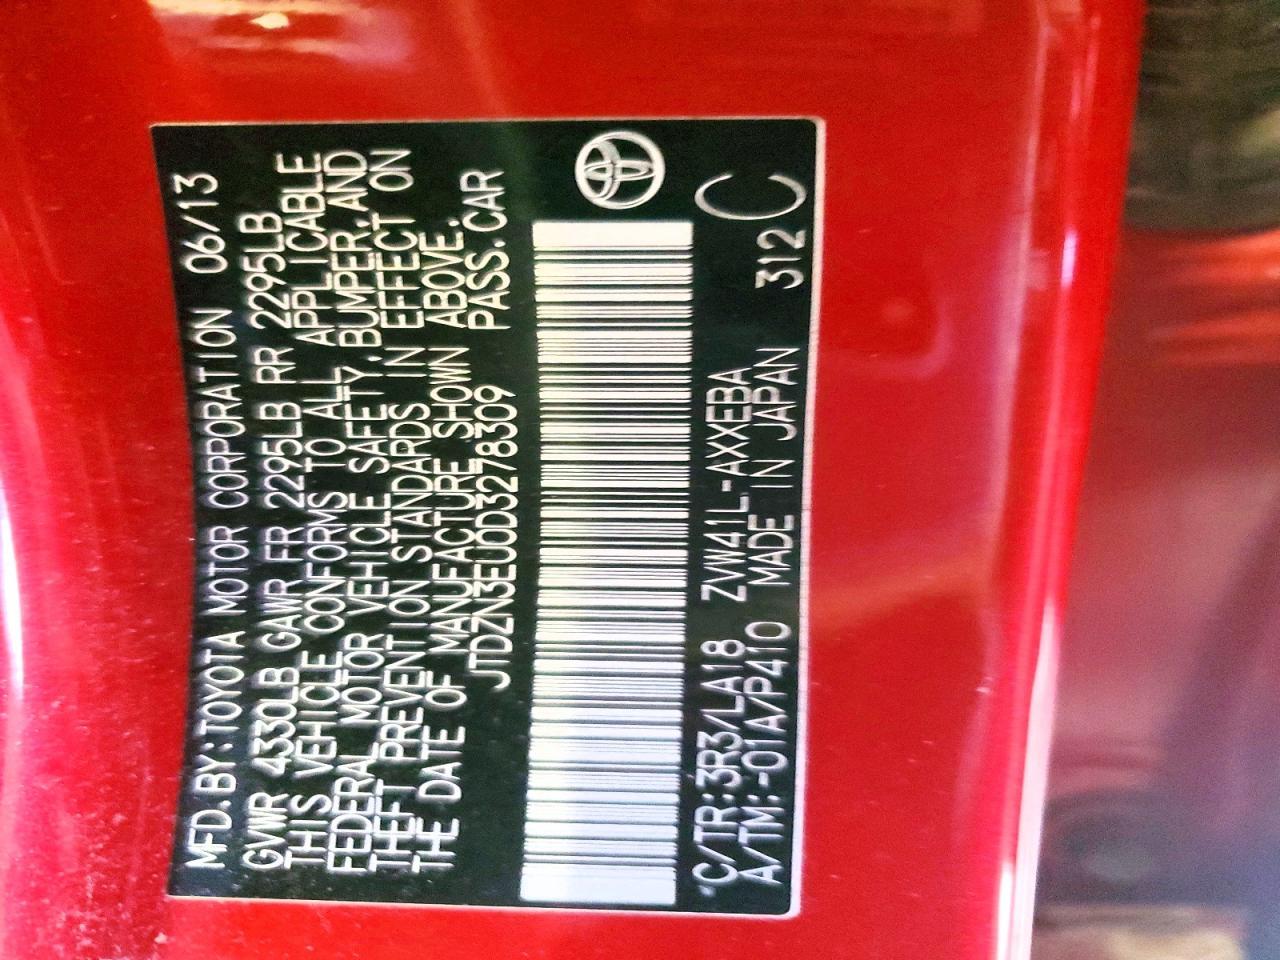 MFD.BY:TOYOTA MOTOR CORPORATION 06/13
GVWR 4330LB GAWR FR 2295LB RR 2295LB
THIS VEHICLE CONFORMS TO ALL APPLICABLE
FEDERAL MOTOR VEHICLE SAFETY,BUMPER,AND
THEFT PREVENTION STANDARDS IN EFFECT ON
THE DATE OF MANUFACTURE SHOWN ABOVE.
JTDZN3EU0D3278309 PASS.CAR
C/TR:3R3/LA18 ZVW41L-AXXEBA
A/TM:-01A/P410 MADE IN JAPAN 312 C